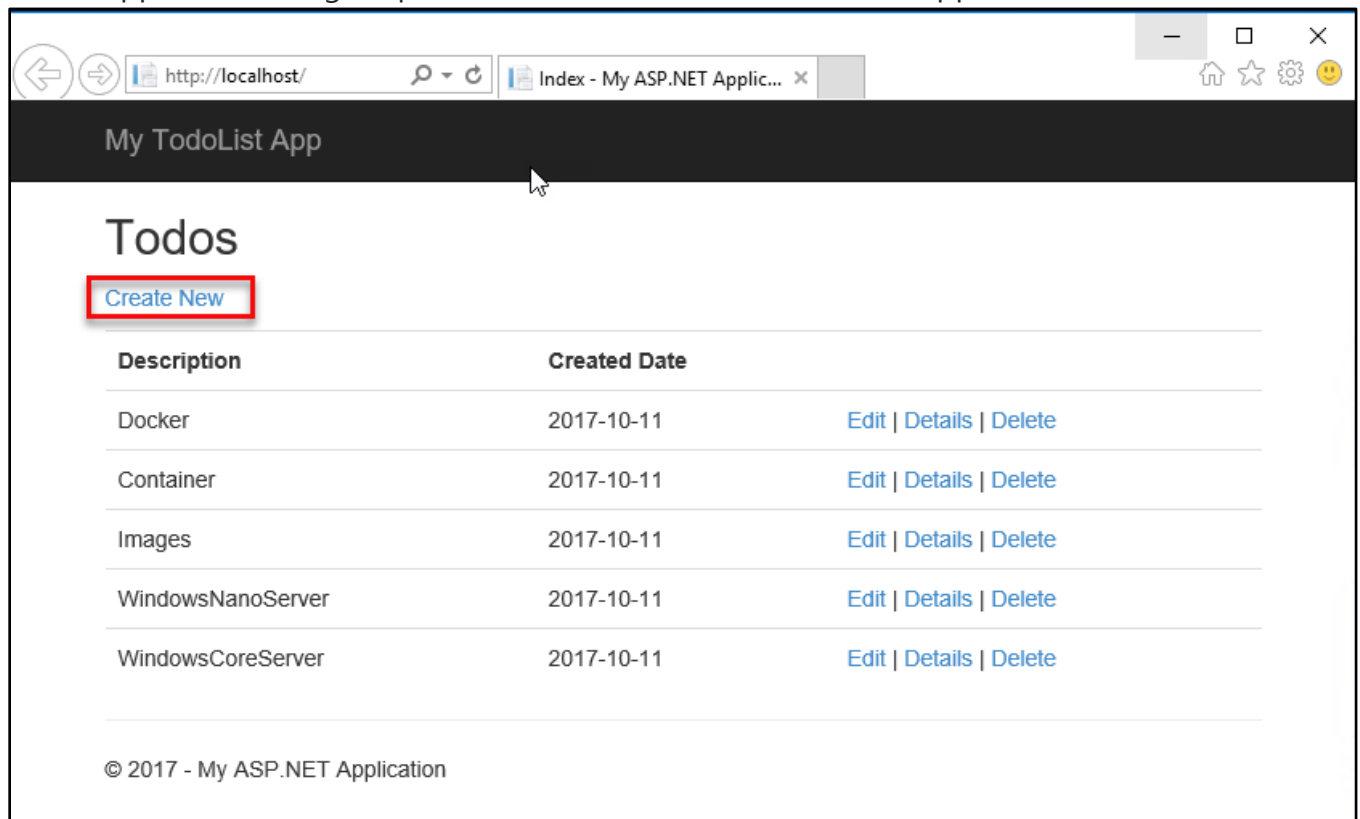 http://localhost/
Index - My ASP.NET Applic...
My TodoList App
Todos
Create New
Description Created Date
Docker 2017-10-11 Edit | Details | Delete
Container 2017-10-11 Edit | Details | Delete
Images 2017-10-11 Edit | Details | Delete
WindowsNanoServer 2017-10-11 Edit | Details | Delete
WindowsCoreServer 2017-10-11 Edit | Details | Delete
© 2017 - My ASP.NET Application